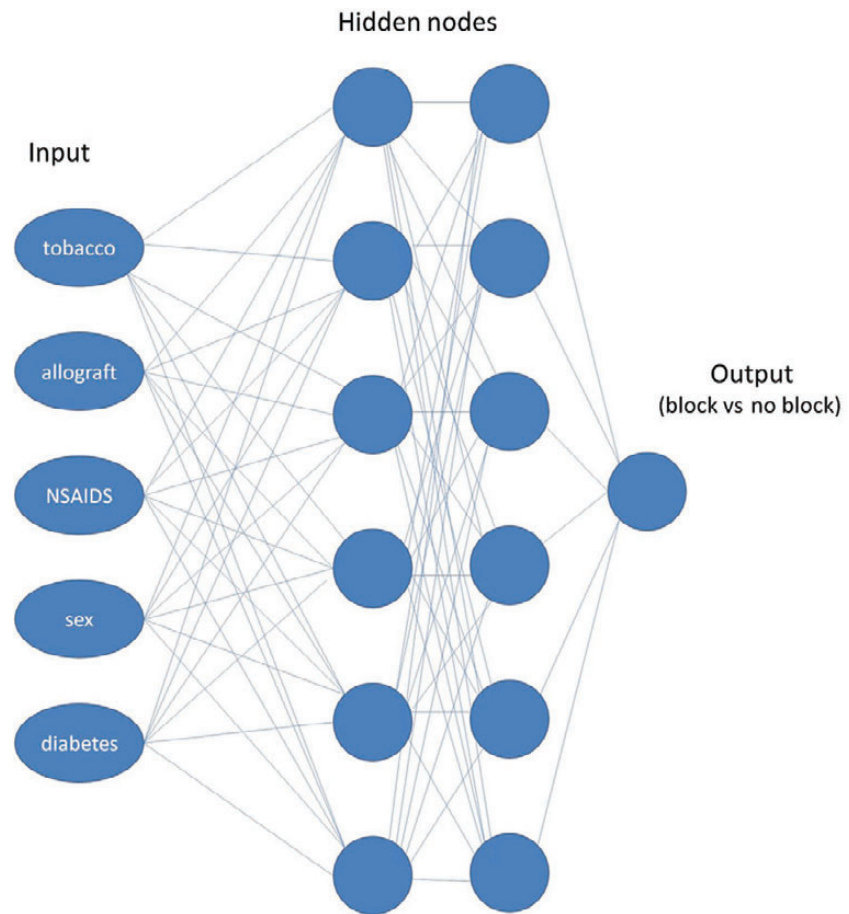 Hidden nodes
Input
tobacco
allograft
NSAIDS
sex
diabetes
Output
(block vs no block)